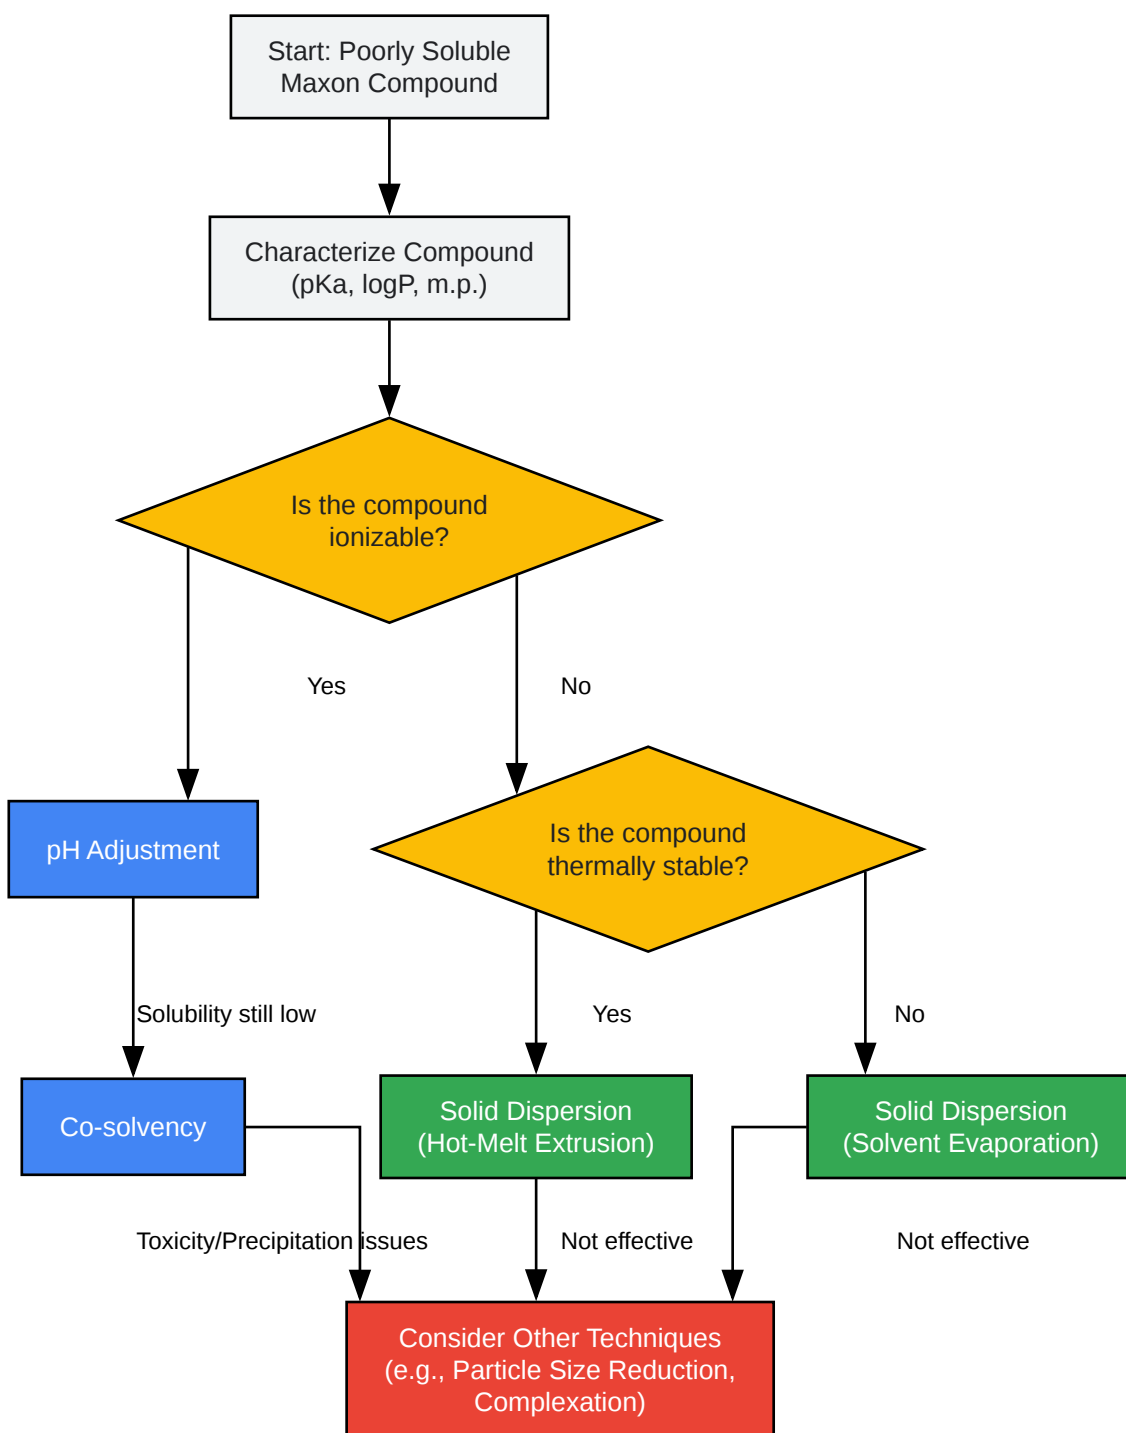 Start: Poorly Soluble
Maxon Compound
Characterize Compound
(pKa, logP, m.p.)
Is the compound
ionizable?
Yes
No
pH Adjustment
Is the compound
thermally stable?
Solubility still low
Yes
No
Co-solvency
Solid Dispersion
(Hot-Melt Extrusion)
Solid Dispersion
(Solvent Evaporation)
Toxicity/Precipitation issues
Not effective
Not effective
Consider Other Techniques
(e.g., Particle Size Reduction,
Complexation)